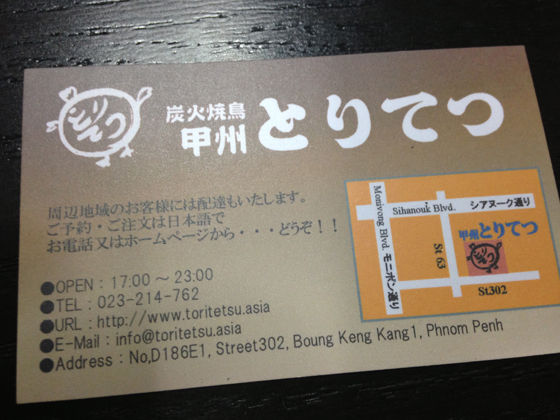 とりてつ
炭火焼鳥
甲州 とりてつ
周辺地域のお客様には配達もいたします。
ご予約・ご注文は日本語で
お電話又はホームページから・・・どうぞ！！
●OPEN : 17:00 ～ 23:00
●TEL : 023-214-762
●URL : http://www.toritetsu.asia
●E-Mail : info@toritetsu.asia
●Address : No,D186E1, Street302, Boung Keng Kang1, Phnom Penh
Monivong Blvd. モニボン通り
Sihanouk Blvd. シアヌーク通り
St 63
甲州とりてつ
St302